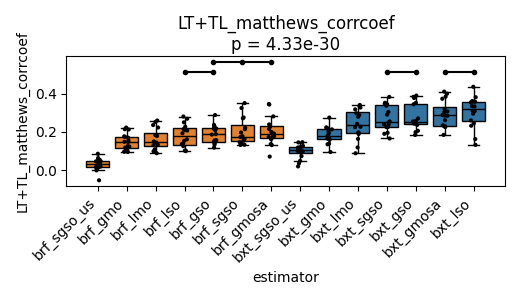 LT+TL_matthews_corrcoef
p = 4.33e-30
LT+TL_matthews_corrcoef
0.4
0.2
0.0
brf_sgso_us
brf_gmo
brf_lmo
brf_lso
brf_gso
brf_sgso
brf_gmosa
bxt_sgso_us
bxt_gmo
bxt_lmo
bxt_sgso
bxt_gso
bxt_gmosa
bxt_lso
estimator